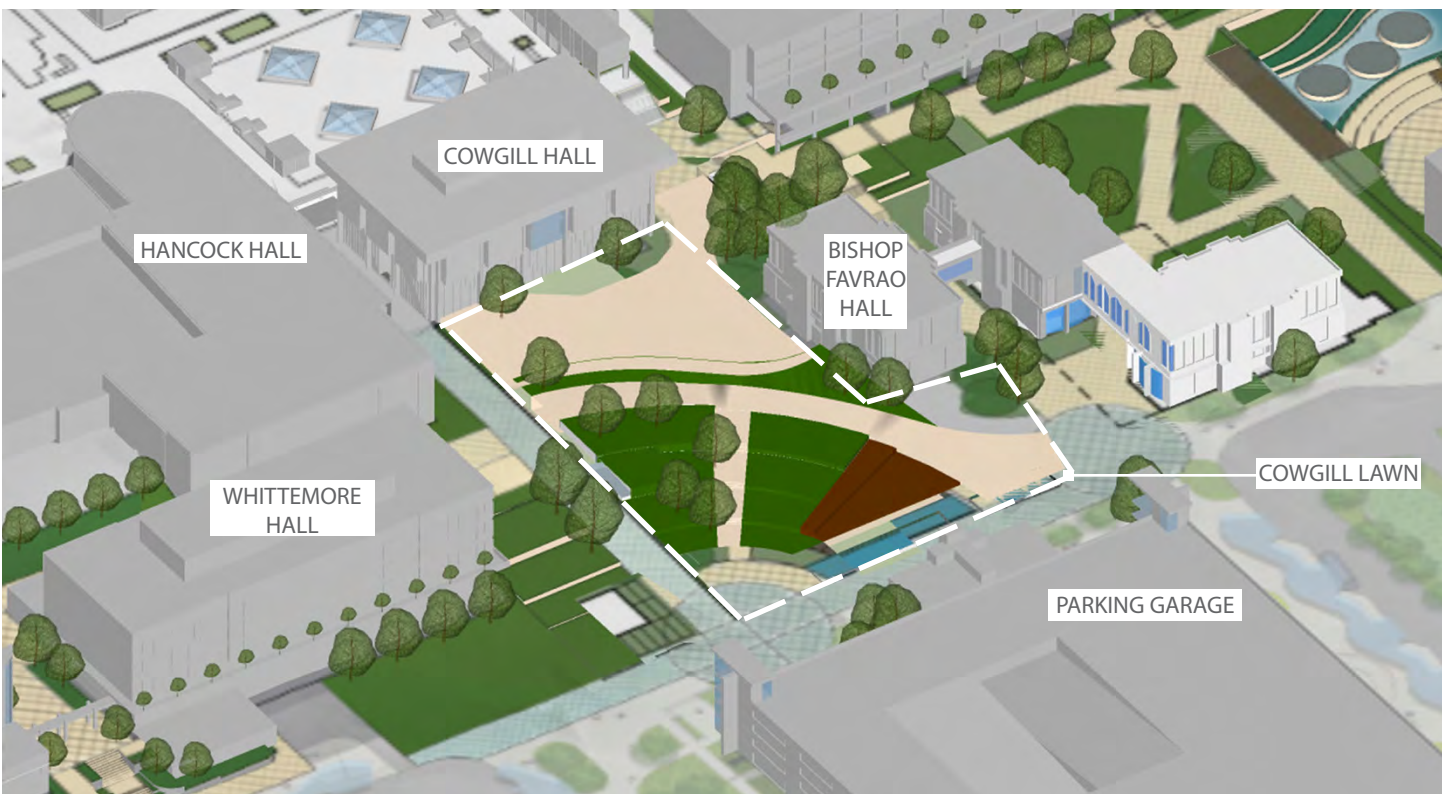 COWGILL HALL
HANCOCK HALL
BISHOP
FAVRAO
HALL
COWGILL LAWN
WHITTEMORE
HALL
PARKING GARAGE